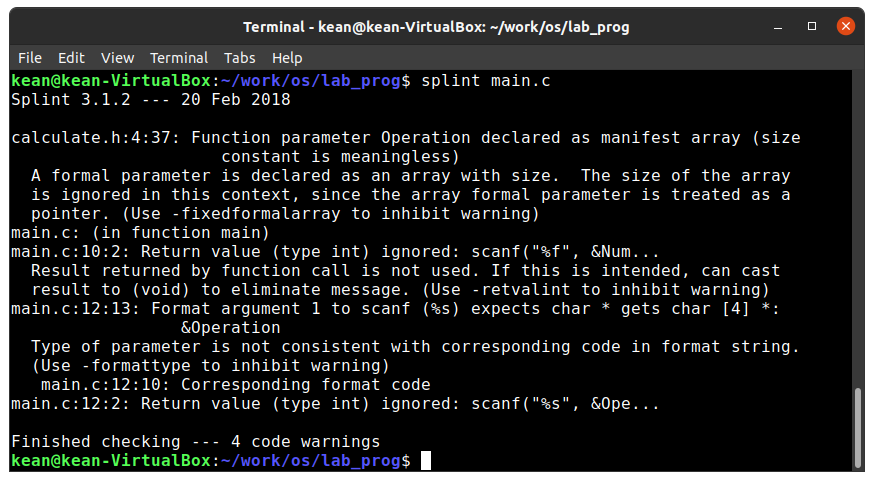 Terminal - kean@kean-VirtualBox: ~/work/os/lab_prog
File Edit View Terminal Tabs Help
kean@kean-VirtualBox:~/work/os/lab_prog$ splint main.c
Splint 3.1.2 --- 20 Feb 2018

calculate.h:4:37: Function parameter Operation declared as manifest array (size
                     constant is meaningless)
  A formal parameter is declared as an array with size.  The size of the array
  is ignored in this context, since the array formal parameter is treated as a
  pointer. (Use -fixedformalarray to inhibit warning)
main.c: (in function main)
main.c:10:2: Return value (type int) ignored: scanf("%f", &Num...
  Result returned by function call is not used. If this is intended, can cast
  result to (void) to eliminate message. (Use -retvalint to inhibit warning)
main.c:12:13: Format argument 1 to scanf (%s) expects char * gets char [4] *:
                 &Operation
  Type of parameter is not consistent with corresponding code in format string.
  (Use -formattype to inhibit warning)
   main.c:12:10: Corresponding format code
main.c:12:2: Return value (type int) ignored: scanf("%s", &Ope...

Finished checking --- 4 code warnings
kean@kean-VirtualBox:~/work/os/lab_prog$